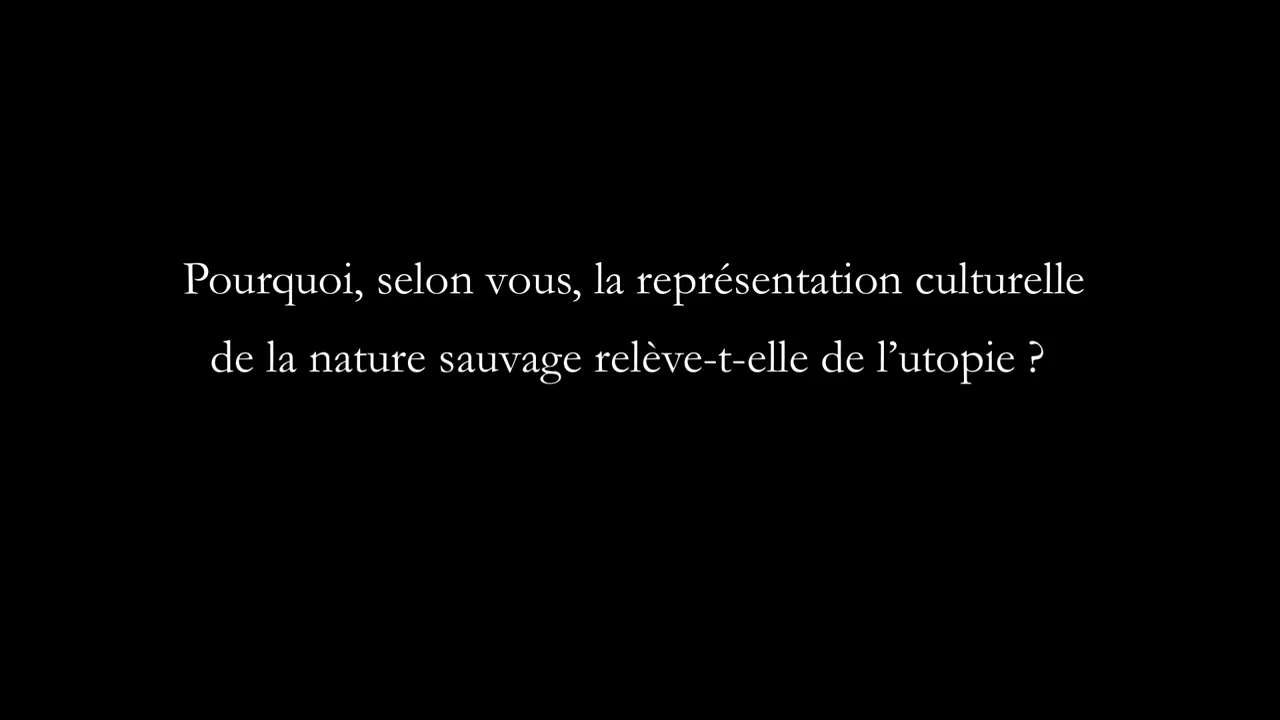 Pourquoi, selon vous, la représentation culturelle
de la nature sauvage relève-t-elle de l’utopie ?